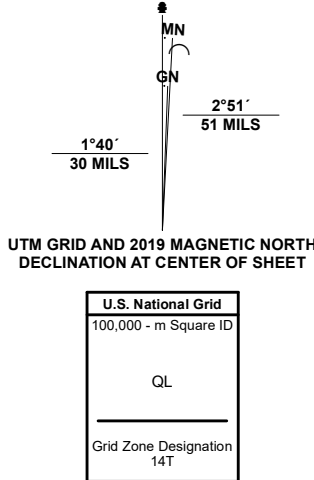 MN
GN
2°51´
51 MILS
1°40´
30 MILS
UTM GRID AND 2019 MAGNETIC NORTH
DECLINATION AT CENTER OF SHEET
U.S. National Grid
100,000 - m Square ID
QL
Grid Zone Designation
14T